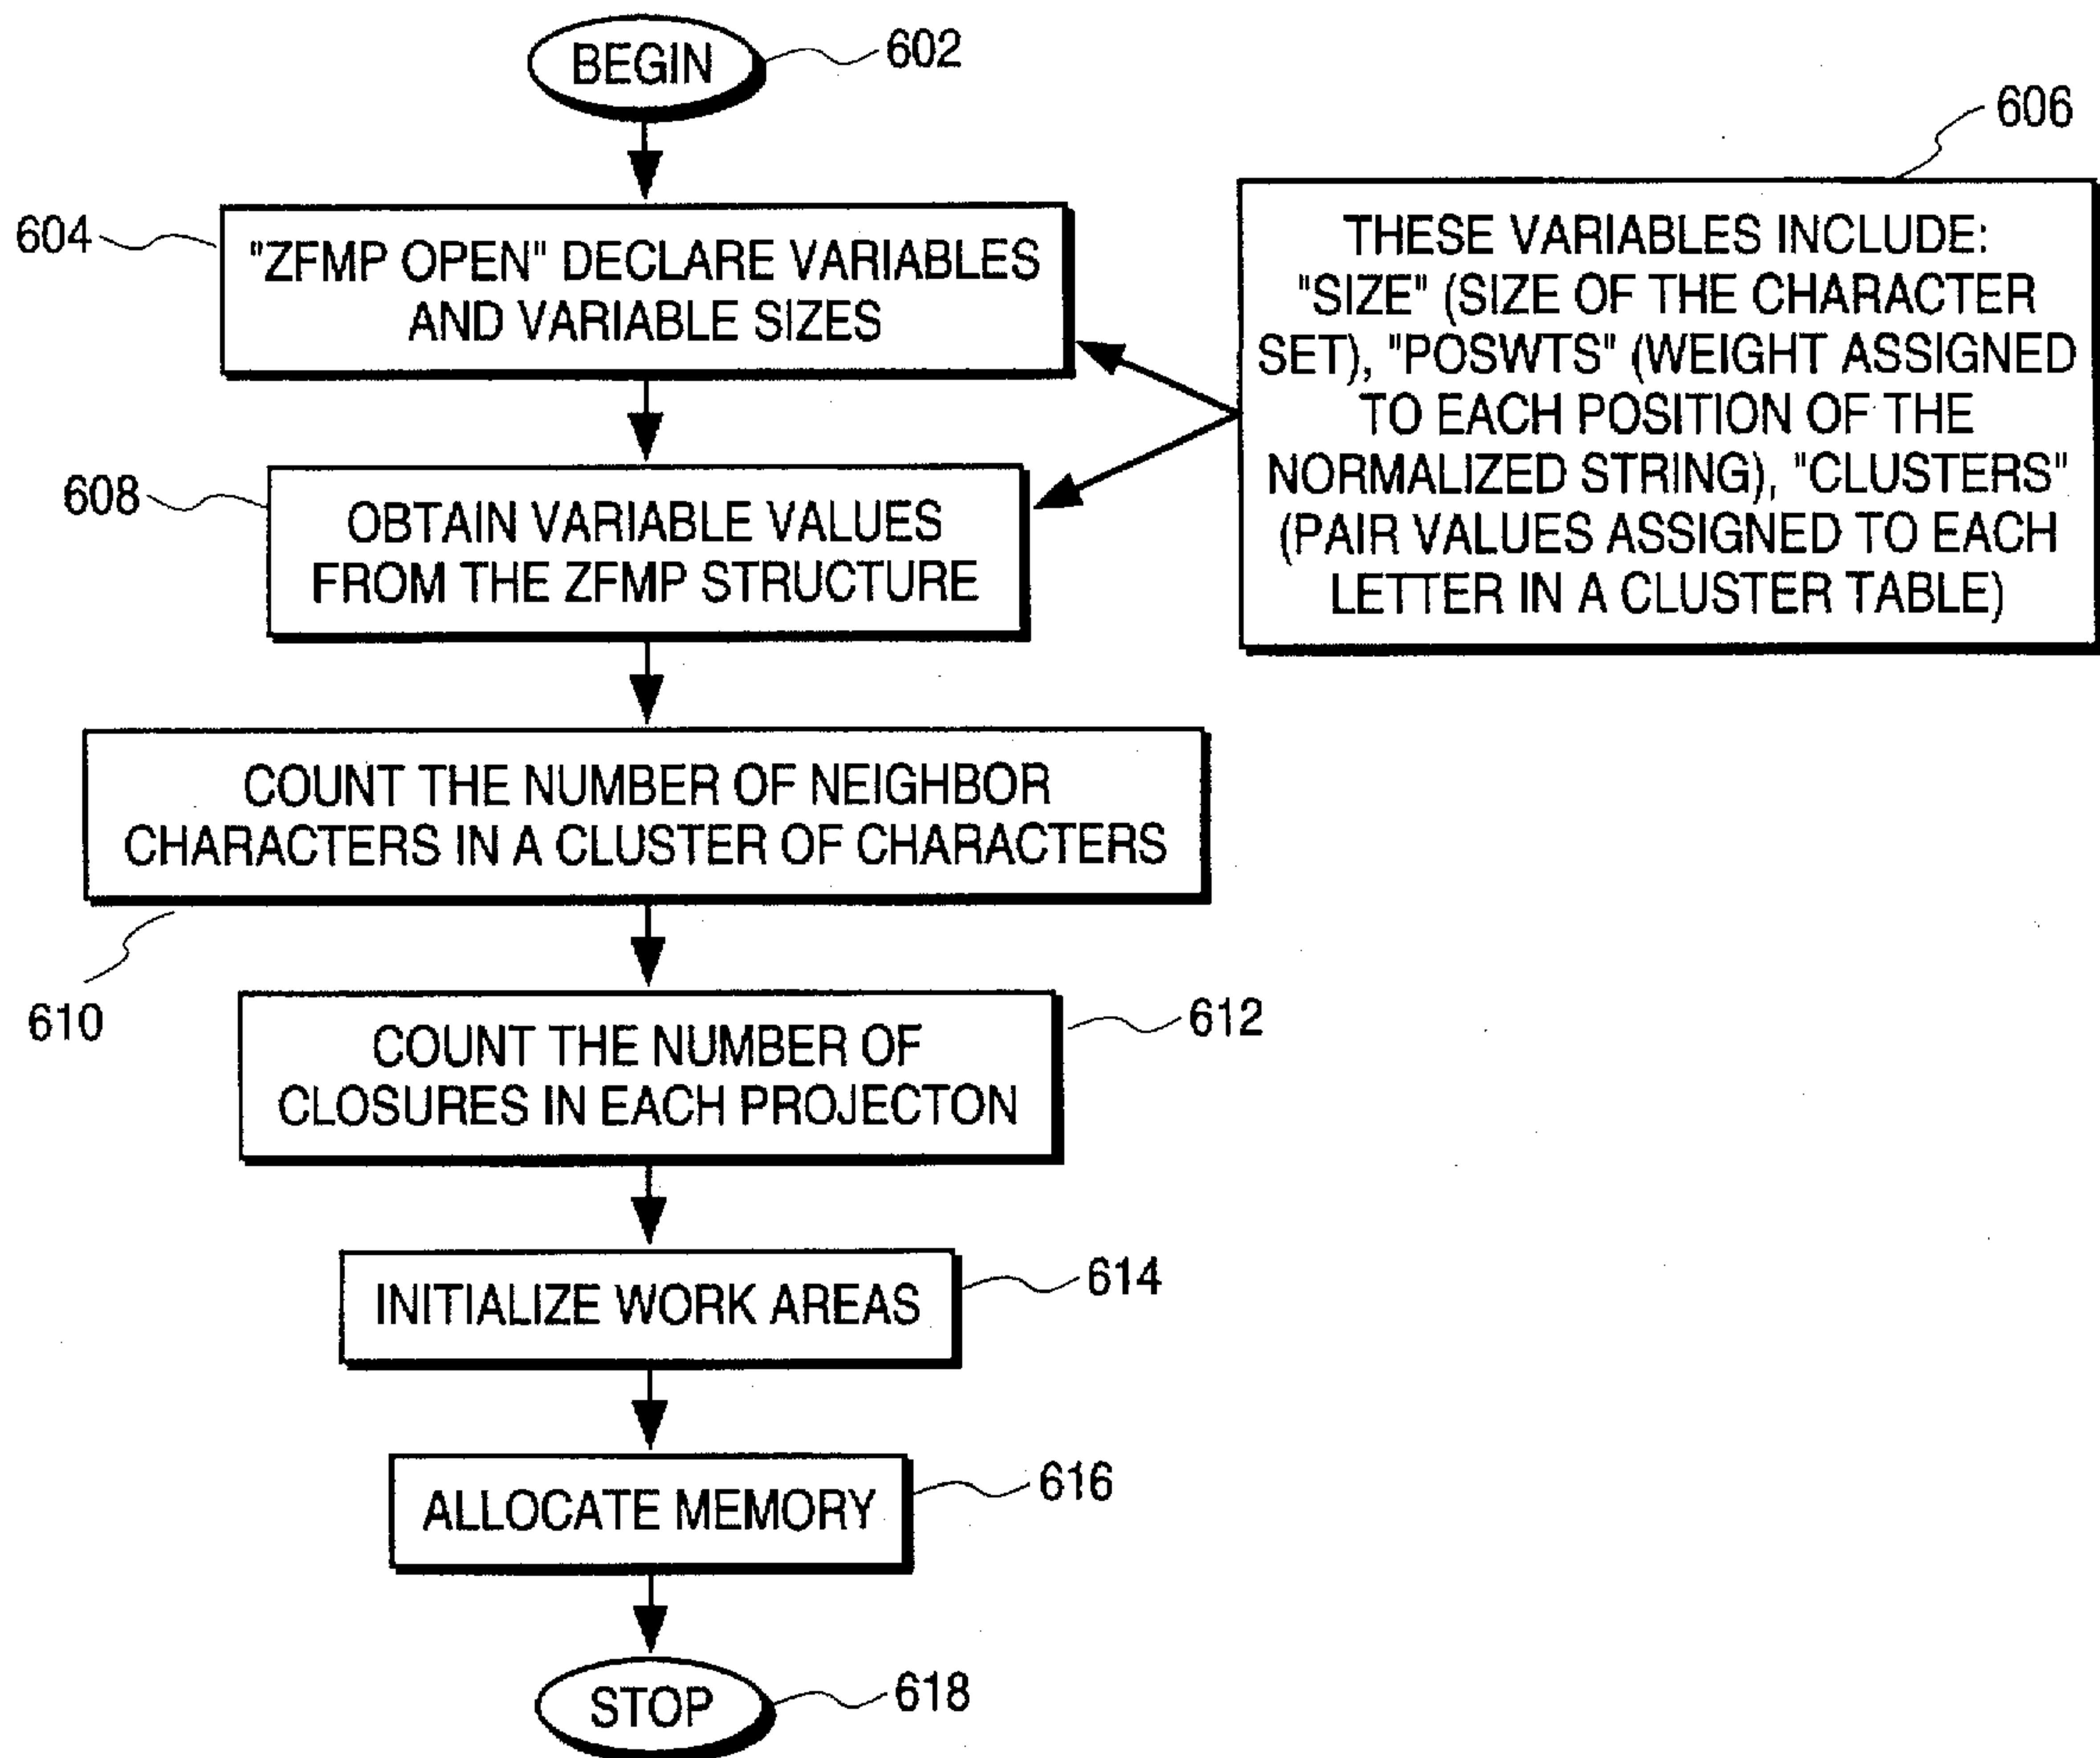 BEGIN
602
606
604
"ZFMP OPEN" DECLARE VARIABLES
AND VARIABLE SIZES
THESE VARIABLES INCLUDE:
"SIZE" (SIZE OF THE CHARACTER
SET), "POSWTS" (WEIGHT ASSIGNED
TO EACH POSITION OF THE
NORMALIZED STRING), "CLUSTERS"
(PAIR VALUES ASSIGNED TO EACH
LETTER IN A CLUSTER TABLE)
608
OBTAIN VARIABLE VALUES
FROM THE ZFMP STRUCTURE
COUNT THE NUMBER OF NEIGHBOR
CHARACTERS IN A CLUSTER OF CHARACTERS
610
COUNT THE NUMBER OF
CLOSURES IN EACH PROJECTON
612
INITIALIZE WORK AREAS
614
ALLOCATE MEMORY
616
STOP
618